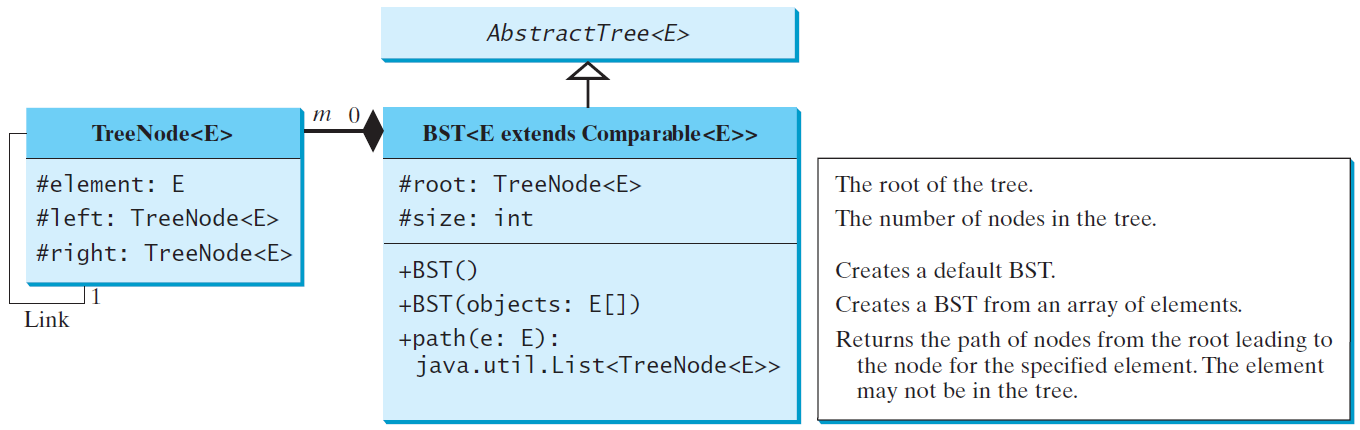 AbstractTree<E>
m 0
TreeNode<E>
#element: E
#left: TreeNode<E>
#right: TreeNode<E>
1
Link
BST<E extends Comparable<E>>
#root: TreeNode<E>
#size: int
+BST()
+BST(objects: E[])
+path(e: E):
java.util.List<TreeNode<E>>
The root of the tree.
The number of nodes in the tree.
Creates a default BST.
Creates a BST from an array of elements.
Returns the path of nodes from the root leading to
the node for the specified element. The element
may not be in the tree.